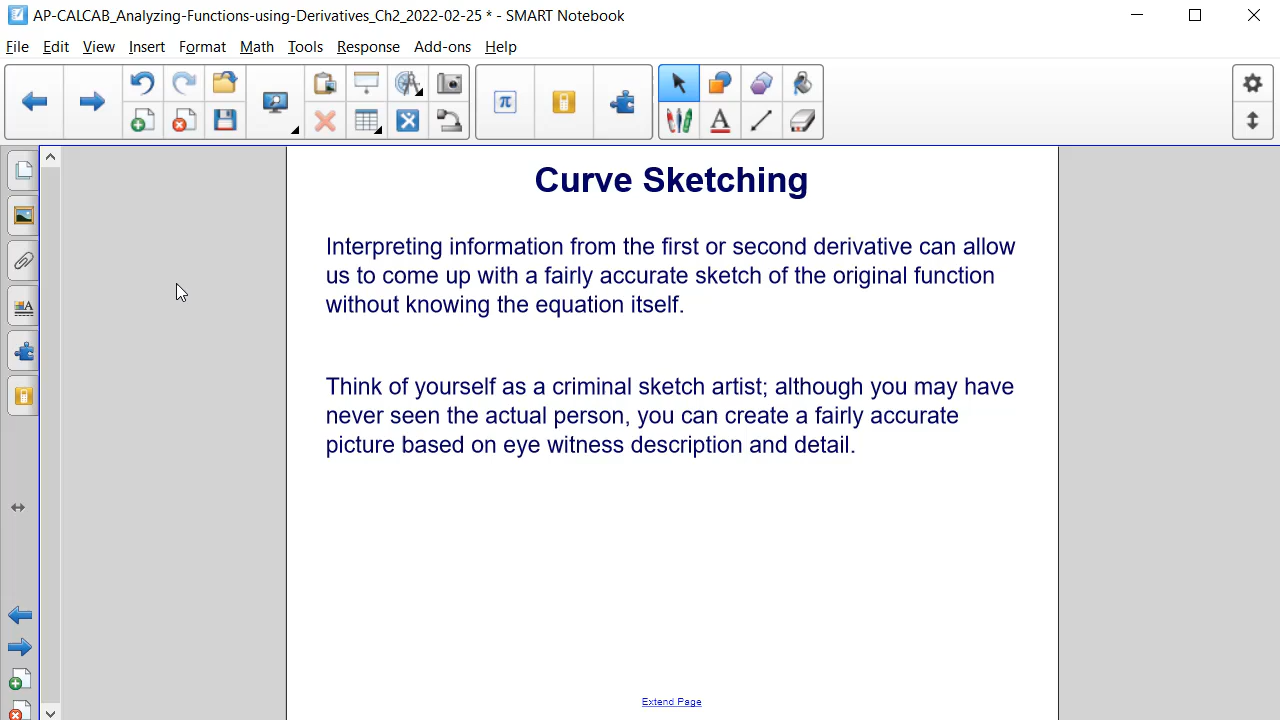 AP-CALCAB_Analyzing-Functions-using-Derivatives_Ch2_2022-02-25 * - SMART Notebook
File Edit View Insert Format Math Tools Response Add-ons Help
π
A
Curve Sketching
Interpreting information from the first or second derivative can allow
us to come up with a fairly accurate sketch of the original function
without knowing the equation itself.
Think of yourself as a criminal sketch artist; although you may have
never seen the actual person, you can create a fairly accurate
picture based on eye witness description and detail.
Extend Page